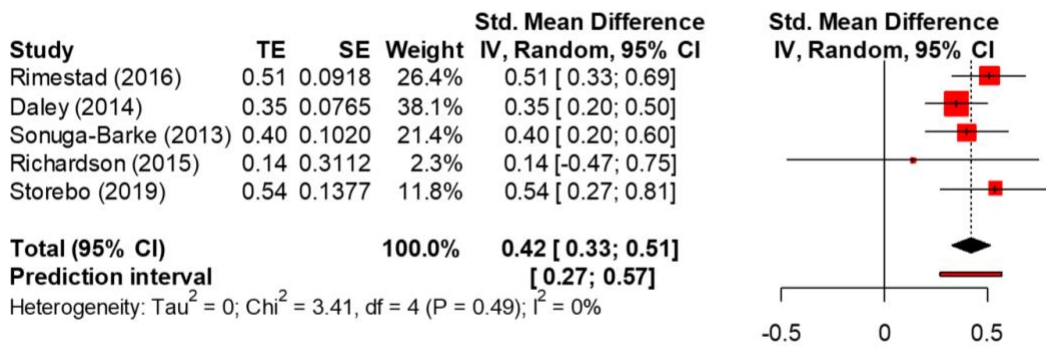 Std. Mean Difference Std. Mean Difference
Study TE SE Weight IV, Random, 95% CI IV, Random, 95% CI
Rimestad (2016) 0.51 0.0918 26.4% 0.51 [ 0.33; 0.69]
Daley (2014) 0.35 0.0765 38.1% 0.35 [ 0.20; 0.50]
Sonuga-Barke (2013) 0.40 0.1020 21.4% 0.40 [ 0.20; 0.60]
Richardson (2015) 0.14 0.3112 2.3% 0.14 [-0.47; 0.75]
Storebo (2019) 0.54 0.1377 11.8% 0.54 [ 0.27; 0.81]
Total (95% CI) 100.0% 0.42 [ 0.33; 0.51]
Prediction interval [ 0.27; 0.57]
Heterogeneity: Tau² = 0; Chi² = 3.41, df = 4 (P = 0.49); I² = 0%
-0.5 0 0.5